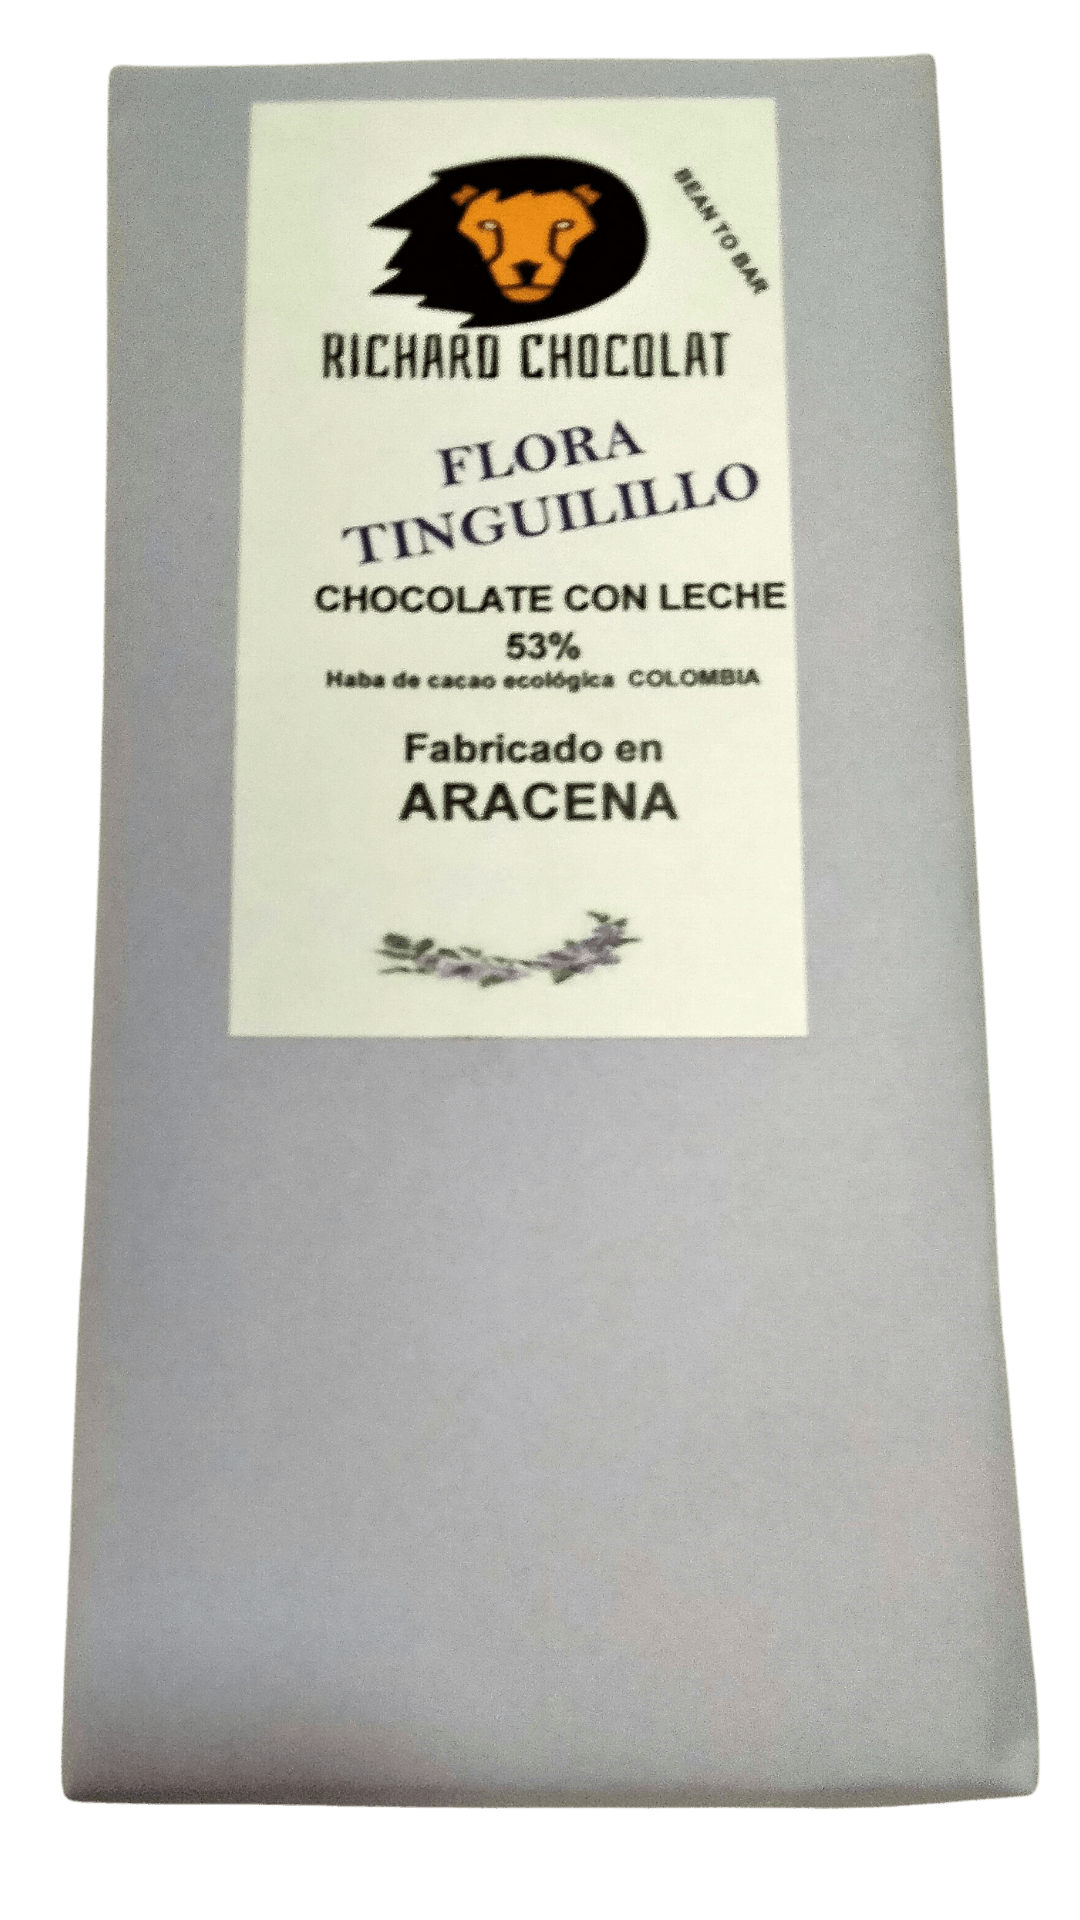 BEAN TO BAR
RICHARD CHOCOLAT
FLORA
TINGUILILLO
CHOCOLATE CON LECHE
53%
Haba de cacao ecológica COLOMBIA
Fabricado en
ARACENA